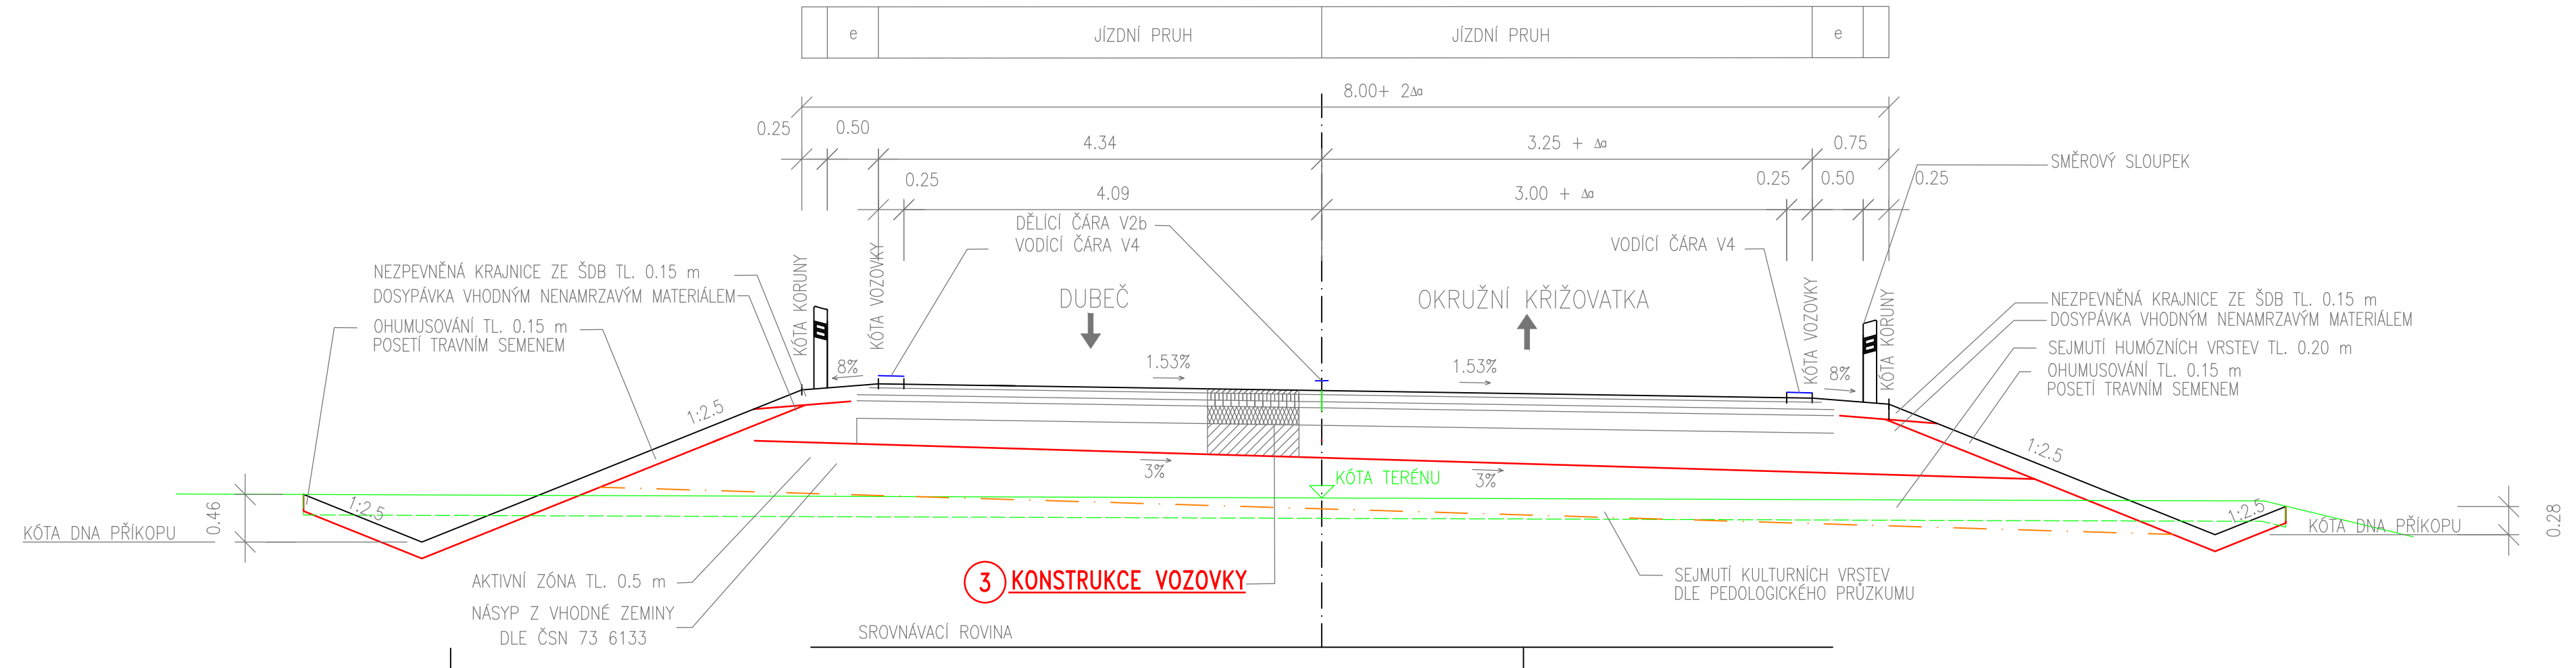 e
JÍZDNÍ PRUH
JÍZDNÍ PRUH
e
8.00+ 2Δa
0.25
0.50
4.34
3.25 + Δa
0.75
SMĚROVÝ SLOUPEK
0.25
4.09
3.00 + Δa
0.25
0.50
0.25
DĚLÍCÍ ČÁRA V2b
VODÍCÍ ČÁRA V4
VODÍCÍ ČÁRA V4
KÓTA KORUNY
KÓTA VOZOVKY
KÓTA VOZOVKY
KÓTA KORUNY
NEZPEVNĚNÁ KRAJNICE ZE ŠDB TL. 0.15 m
DOSYPÁVKA VHODNÝM NENAMRZAVÝM MATERIÁLEM
OHUMUSOVÁNÍ TL. 0.15 m
POSETÍ TRAVNÍM SEMENEM
DUBEČ
OKRUŽNÍ KŘIŽOVATKA
NEZPEVNĚNÁ KRAJNICE ZE ŠDB TL. 0.15 m
DOSYPÁVKA VHODNÝM NENAMRZAVÝM MATERIÁLEM
SEJMUTÍ HUMÓZNÍCH VRSTEV TL. 0.20 m
OHUMUSOVÁNÍ TL. 0.15 m
POSETÍ TRAVNÍM SEMENEM
8%
1.53%
1.53%
8%
1:2.5
1:2.5
3%
3%
KÓTA TERÉNU
1:2.5
1:2.5
0.46
0.28
KÓTA DNA PŘÍKOPU
KÓTA DNA PŘÍKOPU
AKTIVNÍ ZÓNA TL. 0.5 m
NÁSYP Z VHODNÉ ZEMINY
DLE ČSN 73 6133
3 KONSTRUKCE VOZOVKY
SEJMUTÍ KULTURNÍCH VRSTEV
DLE PEDOLOGICKÉHO PRŮZKUMU
SROVNÁVACÍ ROVINA